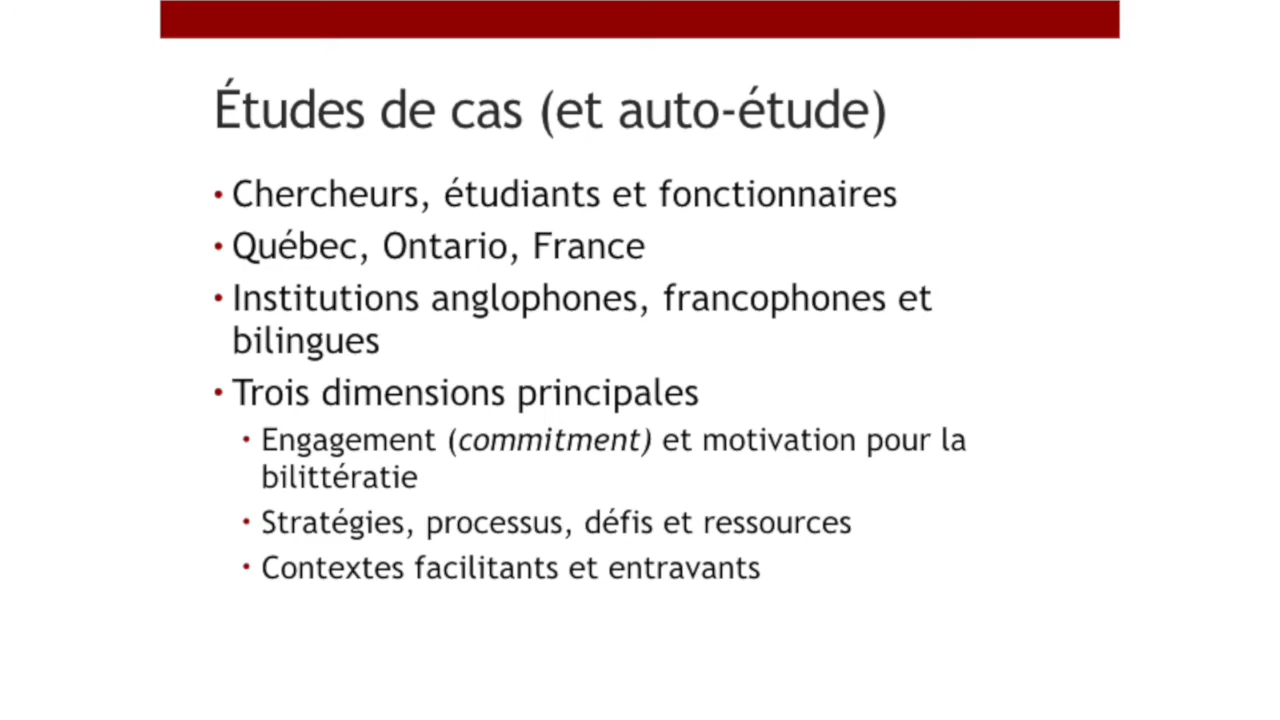 Études de cas (et auto-étude)
• Chercheurs, étudiants et fonctionnaires
• Québec, Ontario, France
• Institutions anglophones, francophones et
bilingues
• Trois dimensions principales
• Engagement (commitment) et motivation pour la
bilittératie
• Stratégies, processus, défis et ressources
• Contextes facilitants et entravants